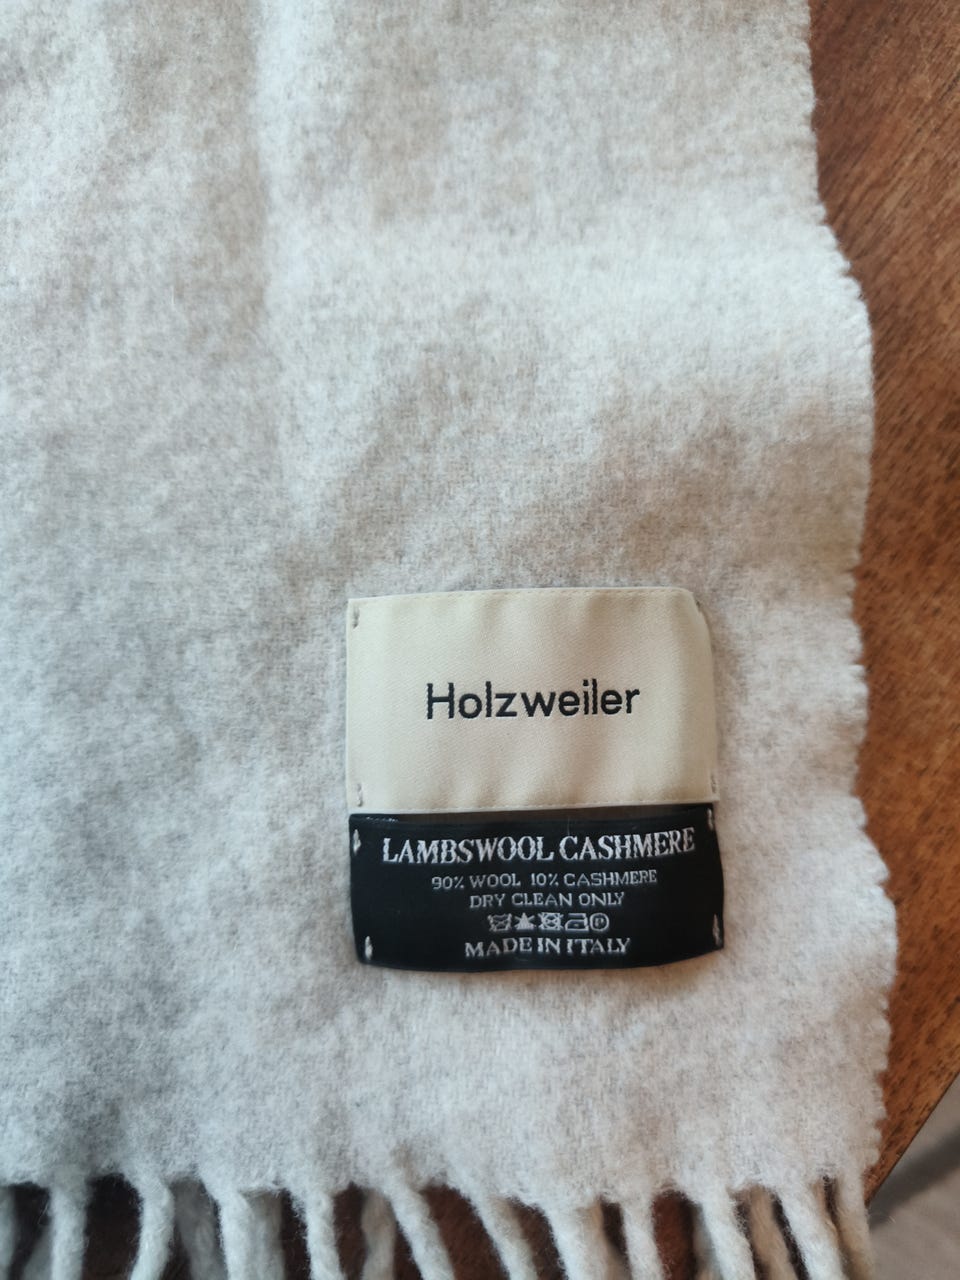 Holzweiler
LAMBSWOOL CASHMERE
90% WOOL 10% CASHMERE
DRY CLEAN ONLY
P
MADE IN ITALY